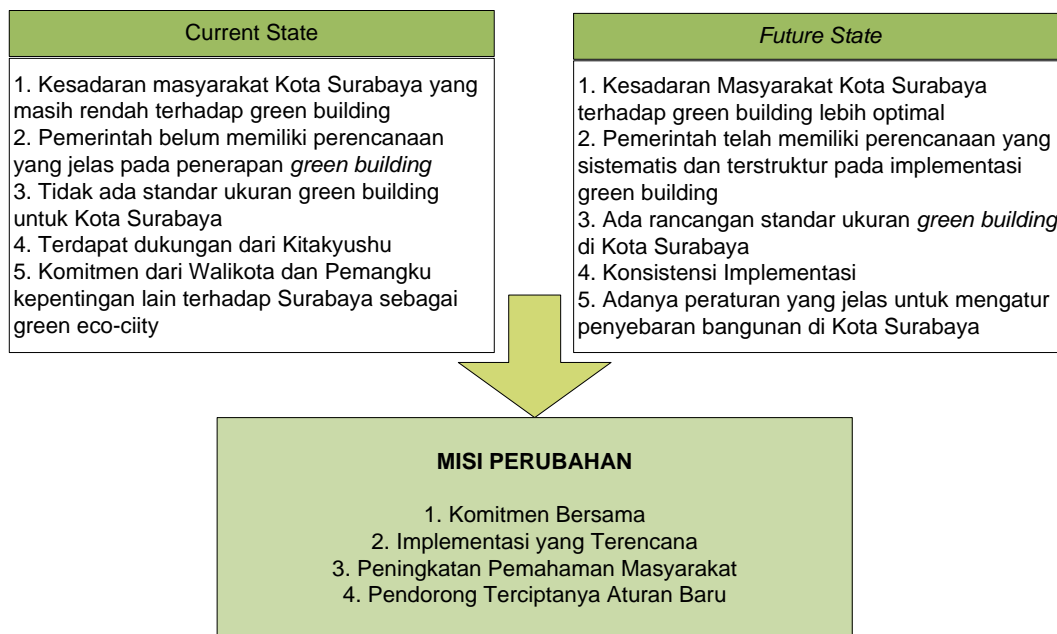 Current State
1. Kesadaran masyarakat Kota Surabaya yang
masih rendah terhadap green building
2. Pemerintah belum memiliki perencanaan
yang jelas pada penerapan green building
3. Tidak ada standar ukuran green building
untuk Kota Surabaya
4. Terdapat dukungan dari Kitakyushu
5. Komitmen dari Walikota dan Pemangku
kepentingan lain terhadap Surabaya sebagai
green eco-ciity
Future State
1. Kesadaran Masyarakat Kota Surabaya
terhadap green building lebih optimal
2. Pemerintah telah memiliki perencanaan yang
sistematis dan terstruktur pada implementasi
green building
3. Ada rancangan standar ukuran green building
di Kota Surabaya
4. Konsistensi Implementasi
5. Adanya peraturan yang jelas untuk mengatur
penyebaran bangunan di Kota Surabaya
MISI PERUBAHAN
1. Komitmen Bersama
2. Implementasi yang Terencana
3. Peningkatan Pemahaman Masyarakat
4. Pendorong Terciptanya Aturan Baru